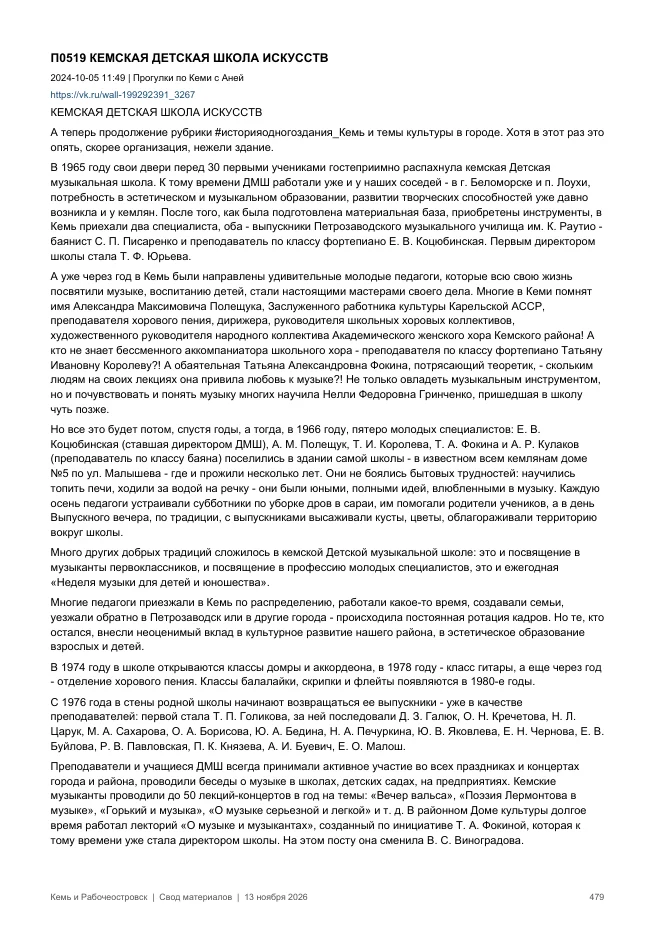 П0519 КЕМСКАЯ ДЕТСКАЯ ШКОЛА ИСКУССТВ
2024-10-05 11:49 | Прогулки по Кеми с Аней
https://vk.ru/wall-199292391_3267
КЕМСКАЯ ДЕТСКАЯ ШКОЛА ИСКУССТВ
А теперь продолжение рубрики #историяодногоздания_Кемь и темы культуры в городе. Хотя в этот раз это
опять, скорее организация, нежели здание.
В 1965 году свои двери перед 30 первыми учениками гостеприимно распахнула кемская Детская
музыкальная школа. К тому времени ДМШ работали уже и у наших соседей - в г. Беломорске и п. Лоухи,
потребность в эстетическом и музыкальном образовании, развитии творческих способностей уже давно
возникла и у кемлян. После того, как была подготовлена материальная база, приобретены инструменты, в
Кемь приехали два специалиста, оба - выпускники Петрозаводского музыкального училища им. К. Раутио -
баянист С. П. Писаренко и преподаватель по классу фортепиано Е. В. Коцюбинская. Первым директором
школы стала Т. Ф. Юрьева.
А уже через год в Кемь были направлены удивительные молодые педагоги, которые всю свою жизнь
посвятили музыке, воспитанию детей, стали настоящими мастерами своего дела. Многие в Кеми помнят
имя Александра Максимовича Полещука, Заслуженного работника культуры Карельской АССР,
преподавателя хорового пения, дирижера, руководителя школьных хоровых коллективов,
художественного руководителя народного коллектива Академического женского хора Кемского района! А
кто не знает бессменного аккомпаниатора школьного хора - преподавателя по классу фортепиано Татьяну
Ивановну Королеву?! А обаятельная Татьяна Александровна Фокина, потрясающий теоретик, - скольким
людям на своих лекциях она привила любовь к музыке?! Не только овладеть музыкальным инструментом,
но и почувствовать и понять музыку многих научила Нелли Федоровна Гринченко, пришедшая в школу
чуть позже.
Но все это будет потом, спустя годы, а тогда, в 1966 году, пятеро молодых специалистов: Е. В.
Коцюбинская (ставшая директором ДМШ), А. М. Полещук, Т. И. Королева, Т. А. Фокина и А. Р. Кулаков
(преподаватель по классу баяна) поселились в здании самой школы - в известном всем кемлянам доме
№5 по ул. Малышева - где и прожили несколько лет. Они не боялись бытовых трудностей: научились
топить печи, ходили за водой на речку - они были юными, полными идей, влюбленными в музыку. Каждую
осень педагоги устраивали субботники по уборке дров в сараи, им помогали родители учеников, а в день
Выпускного вечера, по традиции, с выпускниками высаживали кусты, цветы, облагораживали территорию
вокруг школы.
Много других добрых традиций сложилось в кемской Детской музыкальной школе: это и посвящение в
музыканты первоклассников, и посвящение в профессию молодых специалистов, это и ежегодная
«Неделя музыки для детей и юношества».
Многие педагоги приезжали в Кемь по распределению, работали какое-то время, создавали семьи,
уезжали обратно в Петрозаводск или в другие города - происходила постоянная ротация кадров. Но те, кто
остался, внесли неоценимый вклад в культурное развитие нашего района, в эстетическое образование
взрослых и детей.
В 1974 году в школе открываются классы домры и аккордеона, в 1978 году - класс гитары, а еще через год
- отделение хорового пения. Классы балалайки, скрипки и флейты появляются в 1980-е годы.
С 1976 года в стены родной школы начинают возвращаться ее выпускники - уже в качестве
преподавателей: первой стала Т. П. Голикова, за ней последовали Д. З. Галюк, О. Н. Кречетова, Н. Л.
Царук, М. А. Сахарова, О. А. Борисова, Ю. А. Бедина, Н. А. Печуркина, Ю. В. Яковлева, Е. Н. Чернова, Е. В.
Буйлова, Р. В. Павловская, П. К. Князева, А. И. Буевич, Е. О. Малош.
Преподаватели и учащиеся ДМШ всегда принимали активное участие во всех праздниках и концертах
города и района, проводили беседы о музыке в школах, детских садах, на предприятиях. Кемские
музыканты проводили до 50 лекций-концертов в год на темы: «Вечер вальса», «Поэзия Лермонтова в
музыке», «Горький и музыка», «О музыке серьезной и легкой» и т. д. В районном Доме культуры долгое
время работал лекторий «О музыке и музыкантах», созданный по инициативе Т. А. Фокиной, которая к
тому времени уже стала директором школы. На этом посту она сменила В. С. Виноградова.
Кемь и Рабочеостровск | Свод материалов | 13 ноября 2026
479